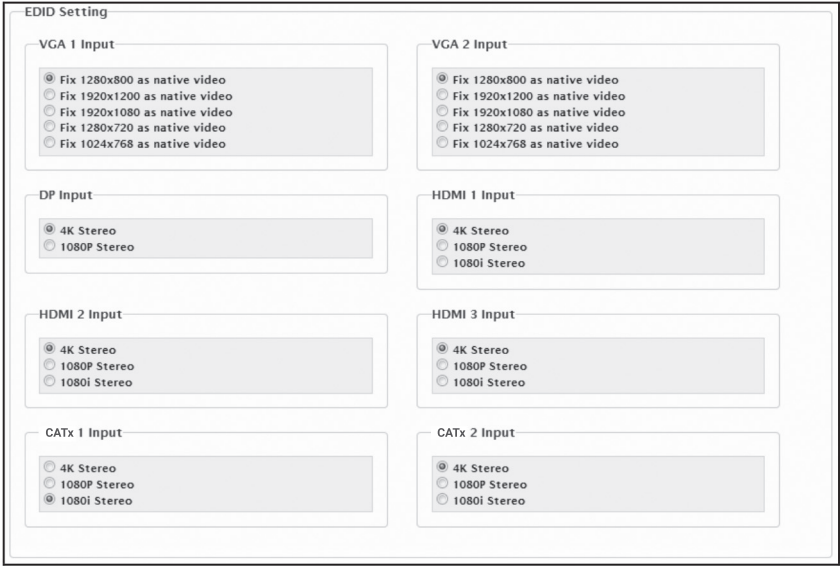 EDID Setting
VGA 1 Input
Fix 1280x800 as native video
Fix 1920x1200 as native video
Fix 1920x1080 as native video
Fix 1280x720 as native video
Fix 1024x768 as native video
VGA 2 Input
Fix 1280x800 as native video
Fix 1920x1200 as native video
Fix 1920x1080 as native video
Fix 1280x720 as native video
Fix 1024x768 as native video
DP Input
4K Stereo
1080P Stereo
HDMI 1 Input
4K Stereo
1080P Stereo
1080i Stereo
HDMI 2 Input
4K Stereo
1080P Stereo
1080i Stereo
HDMI 3 Input
4K Stereo
1080P Stereo
1080i Stereo
CATx 1 Input
4K Stereo
1080P Stereo
1080i Stereo
CATx 2 Input
4K Stereo
1080P Stereo
1080i Stereo